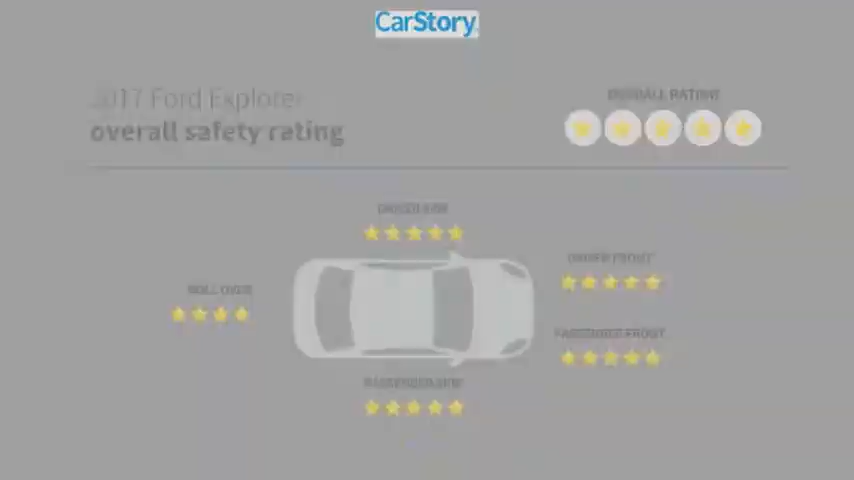 CarStory
2017 Ford Explorer
overall safety rating
OVERALL RATING
DRIVER SIDE
DRIVER FRONT
ROLL OVER
PASSENGER FRONT
PASSENGER SIDE